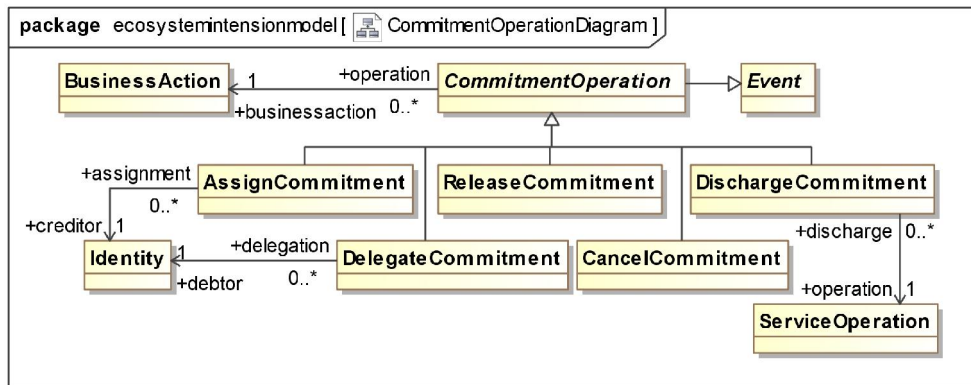 package ecosystemintensionmodel [ CommitmentOperationDiagram ]
BusinessAction 1 +operation CommitmentOperation Event
+businessaction 0..*
+assignment AssignCommitment ReleaseCommitment DischargeCommitment
0..*
+creditor 1 +discharge 0..*
Identity 1 +delegation DelegateCommitment CancelCommitment
+debtor 0..*
+operation 1
ServiceOperation